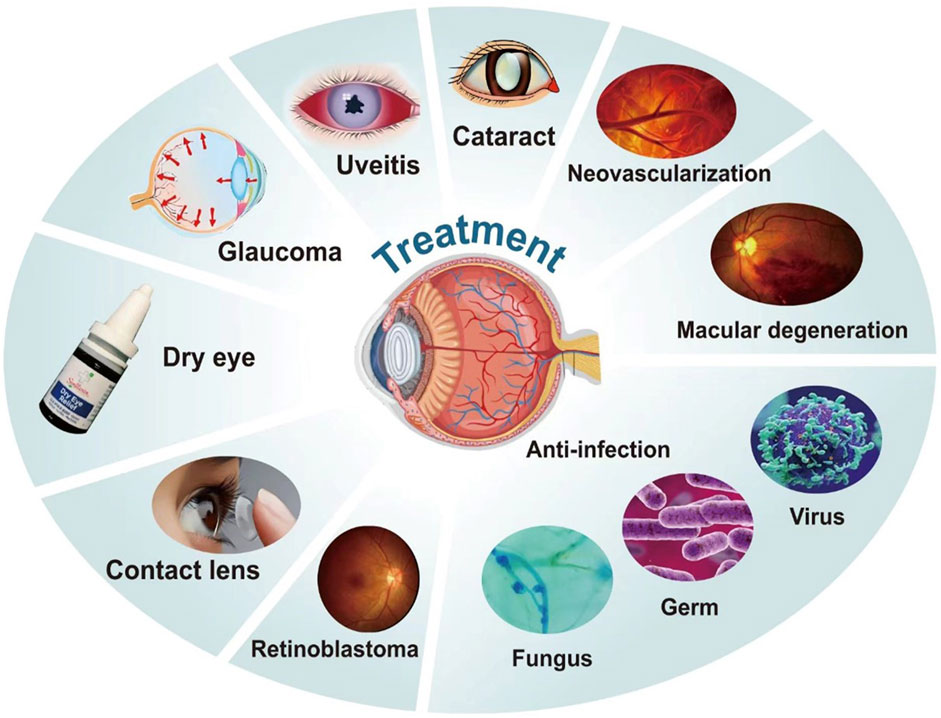 Treatment
Uveitis
Cataract
Neovascularization
Glaucoma
Macular degeneration
Dry eye
Dry Eye
Relief
Anti-infection
Virus
Contact lens
Germ
Retinoblastoma
Fungus